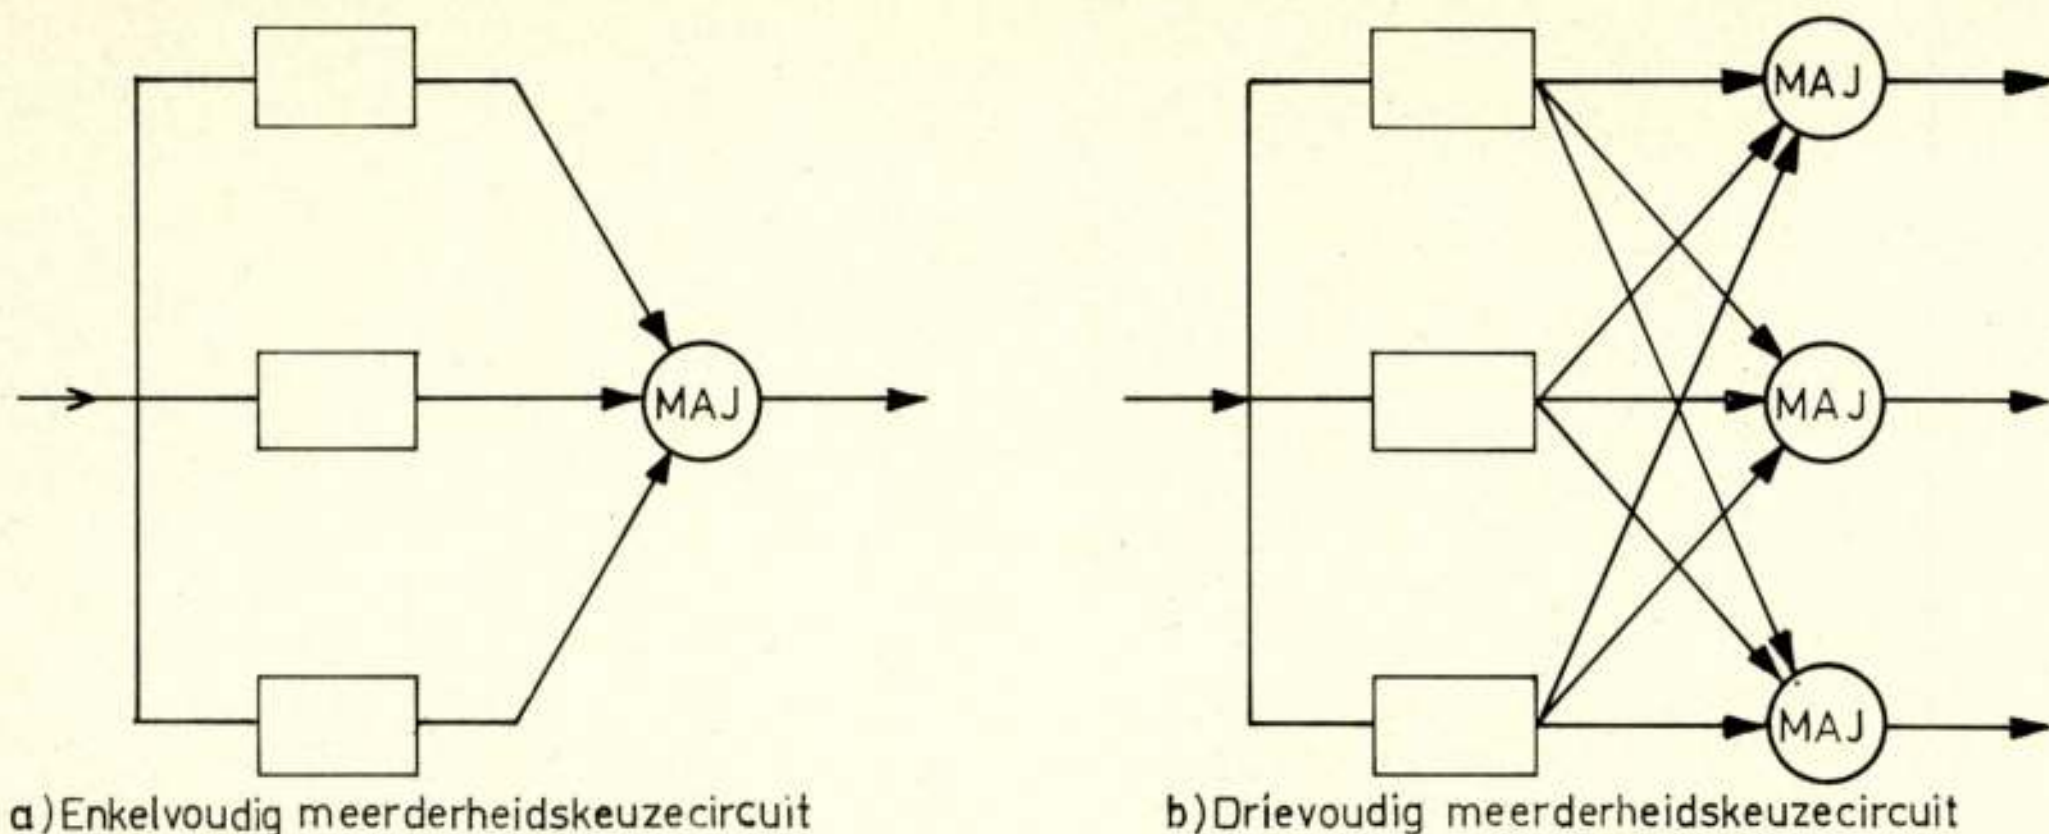 MAJ
MAJ
MAJ
MAJ
a) Enkelvoudig meerderheidskeuzecircuit
b) Drievoudig meerderheidskeuzecircuit